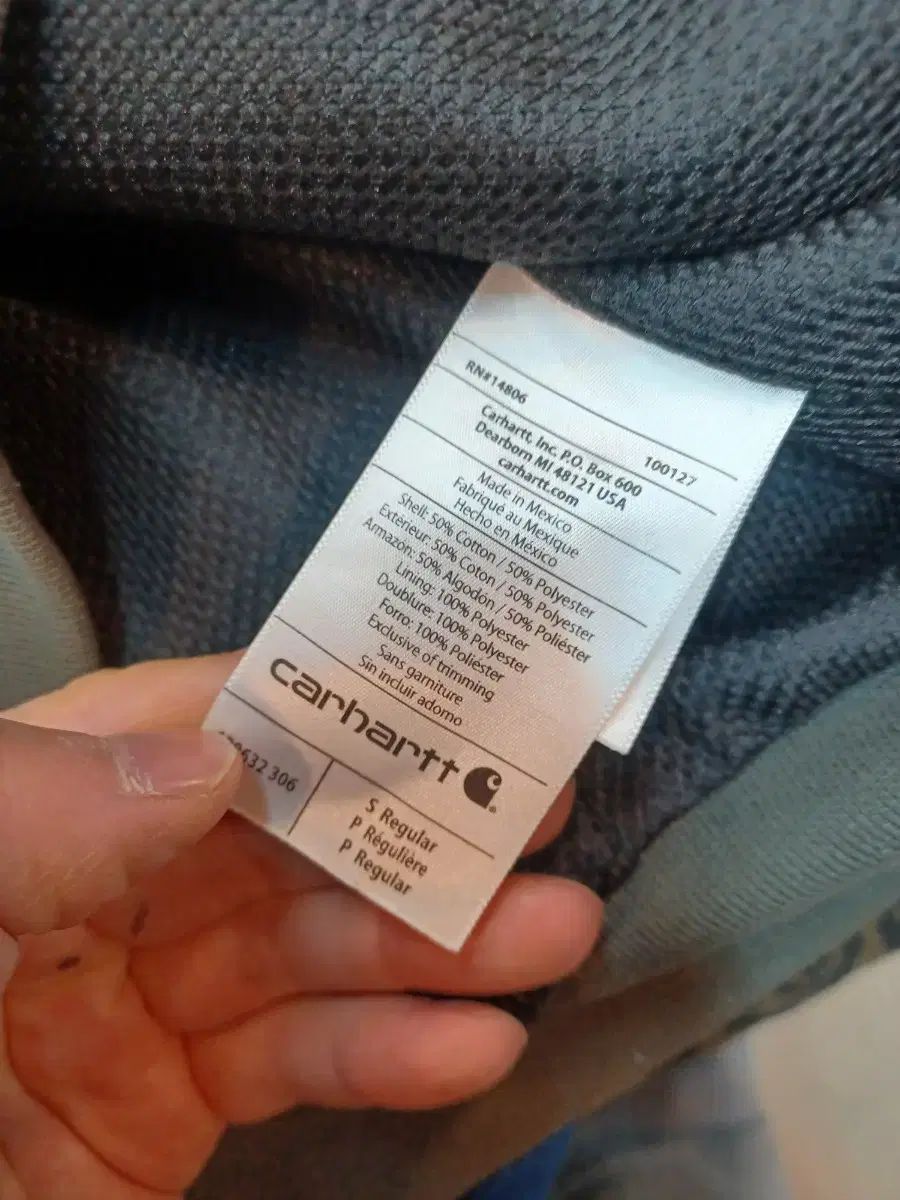 RN#14806 100127
Carhartt, Inc. P.O. Box 600
Dearborn MI 48121 USA
carhartt.com
Made in Mexico
Fabriqué au Mexique
Hecho en México
Shell: 50% Cotton / 50% Polyester
Extérieur: 50% Coton / 50% Polyester
Armazon: 50% Algodon / 50% Poliéster
Lining: 100% Polyester
Doublure: 100% Polyester
Forro: 100% Poliester
Exclusive of trimming
Sans garniture
Sin incluir adorno
carhartt
306
S Regular
P Régulière
P Regular